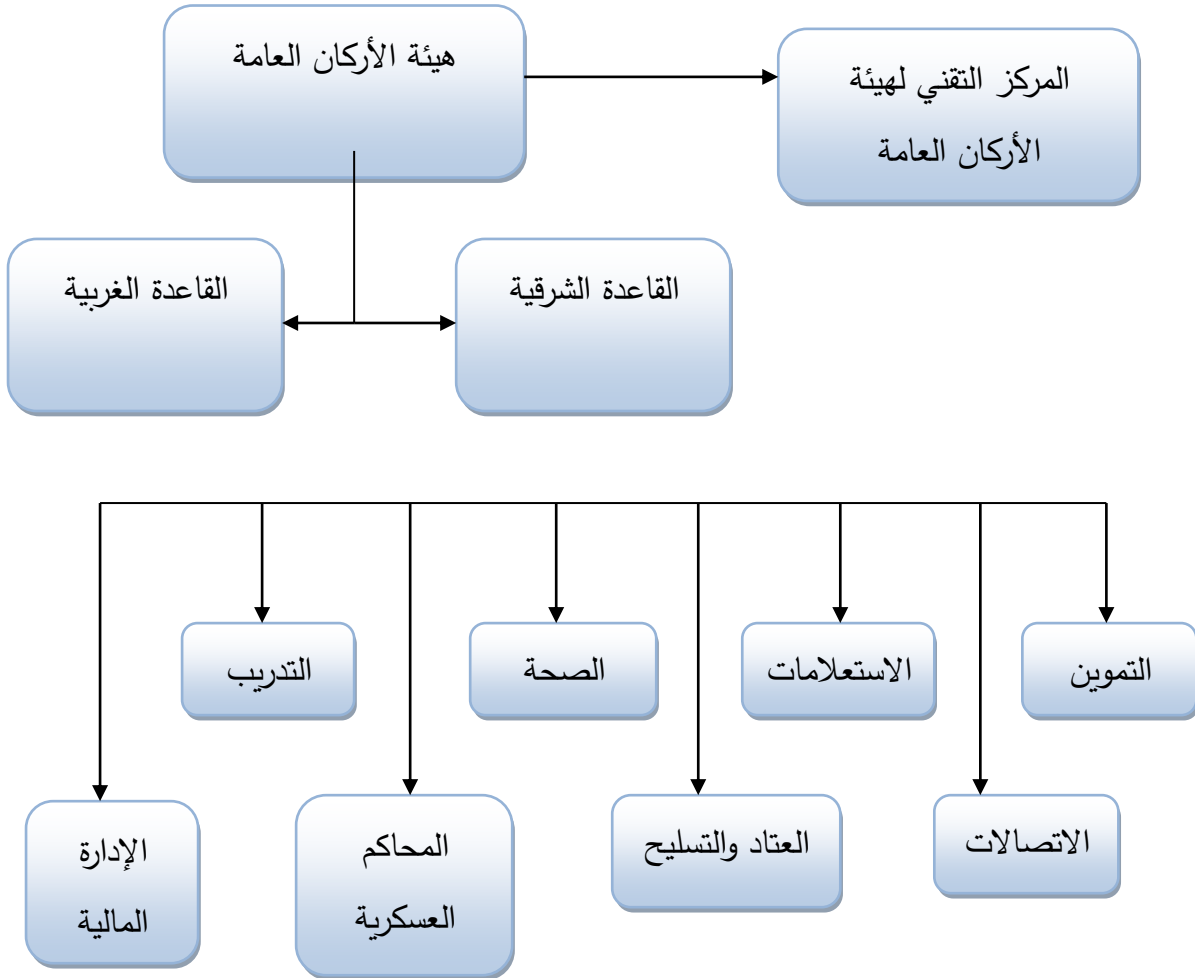 هيئة الأركان العامة
المركز التقني لهيئة
الأركان العامة
القاعدة الشرقية
القاعدة الغربية
التموين
الاستعلامات
الصحة
التدريب
الاتصالات
العتاد والتسليح
المحاكم
العسكرية
الإدارة
المالية